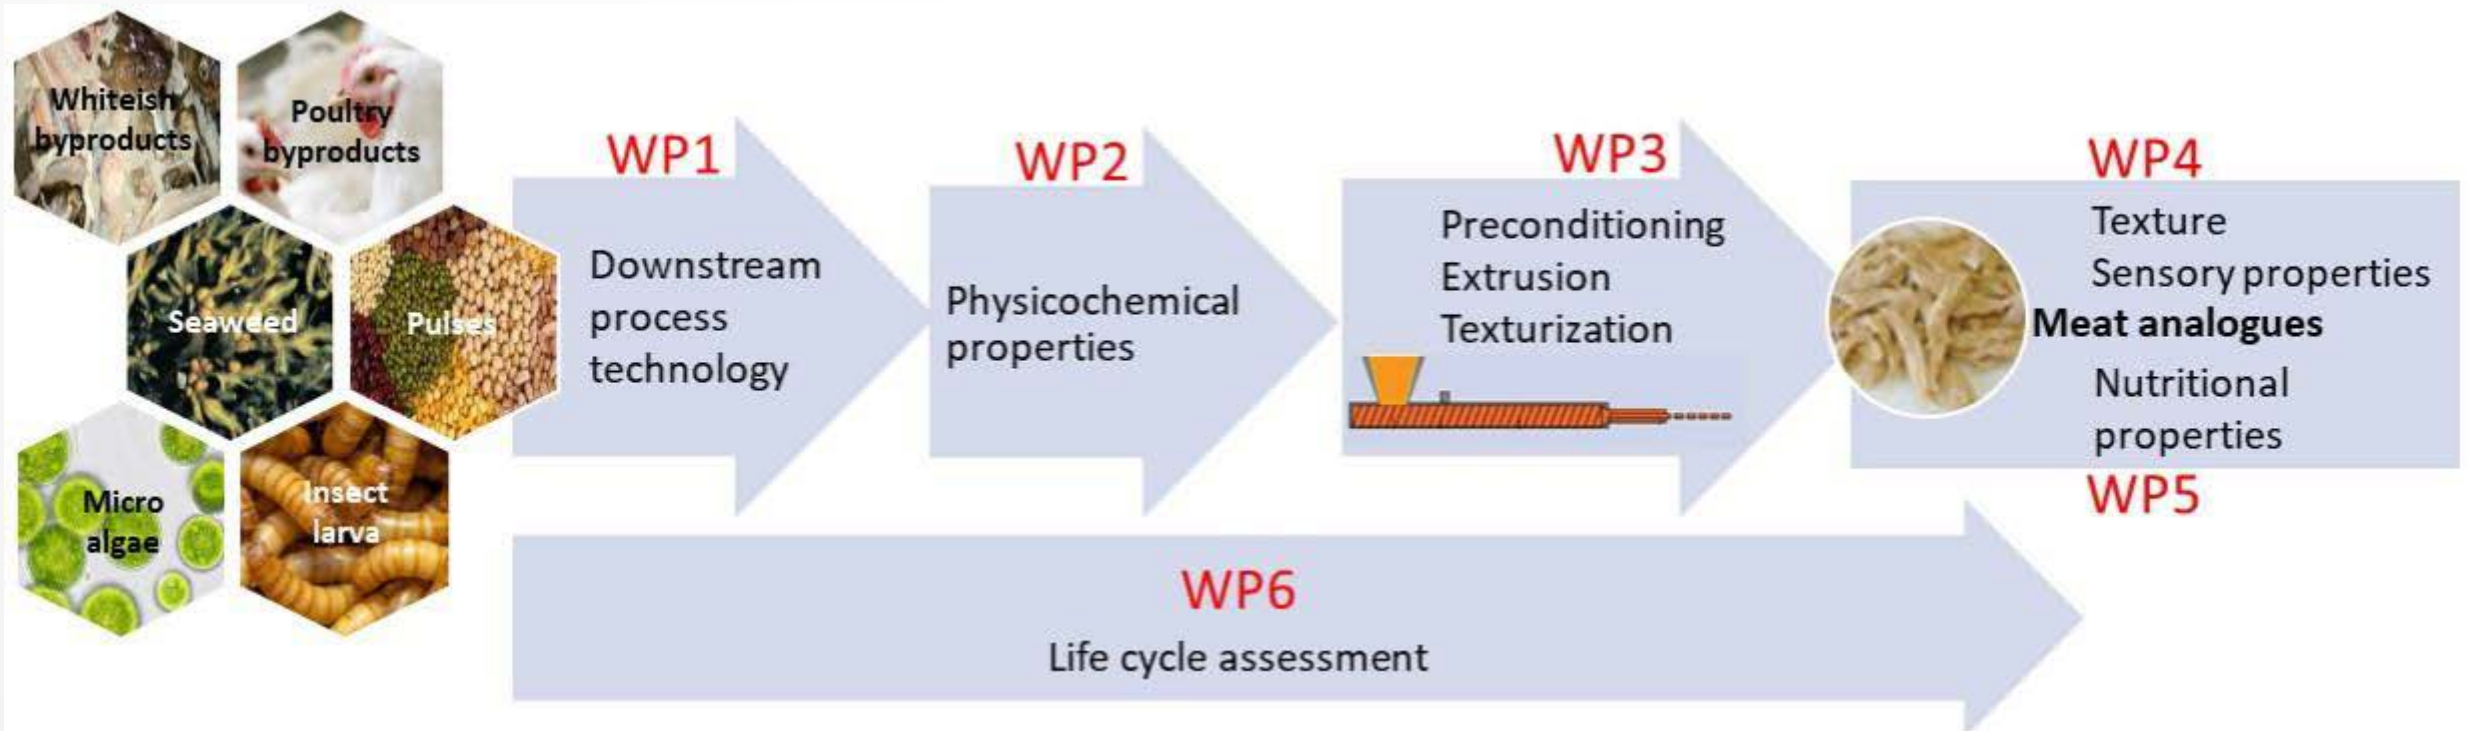 Whiteish
byproducts
Poultry
byproducts
Seaweed
Pulses
Micro
algae
Insect
larva
WP1
Downstream
process
technology
WP2
Physicochemical
properties
WP3
Preconditioning
Extrusion
Texturization
WP4
Texture
Sensory properties
Meat analogues
Nutritional
properties
WP5
WP6
Life cycle assessment